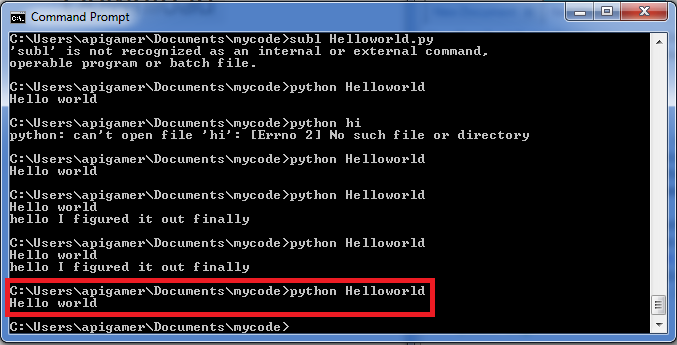 Command Prompt
C:\Users\apigamer\Documents\mycode>subl Helloworld.py
'subl' is not recognized as an internal or external command,
operable program or batch file.
C:\Users\apigamer\Documents\mycode>python Helloworld
Hello world
C:\Users\apigamer\Documents\mycode>python hi
python: can't open file 'hi': [Errno 2] No such file or directory
C:\Users\apigamer\Documents\mycode>python Helloworld
Hello world
C:\Users\apigamer\Documents\mycode>python Helloworld
Hello world
hello I figured it out finally
C:\Users\apigamer\Documents\mycode>python Helloworld
Hello world
hello I figured it out finally
C:\Users\apigamer\Documents\mycode>python Helloworld
Hello world
C:\Users\apigamer\Documents\mycode>